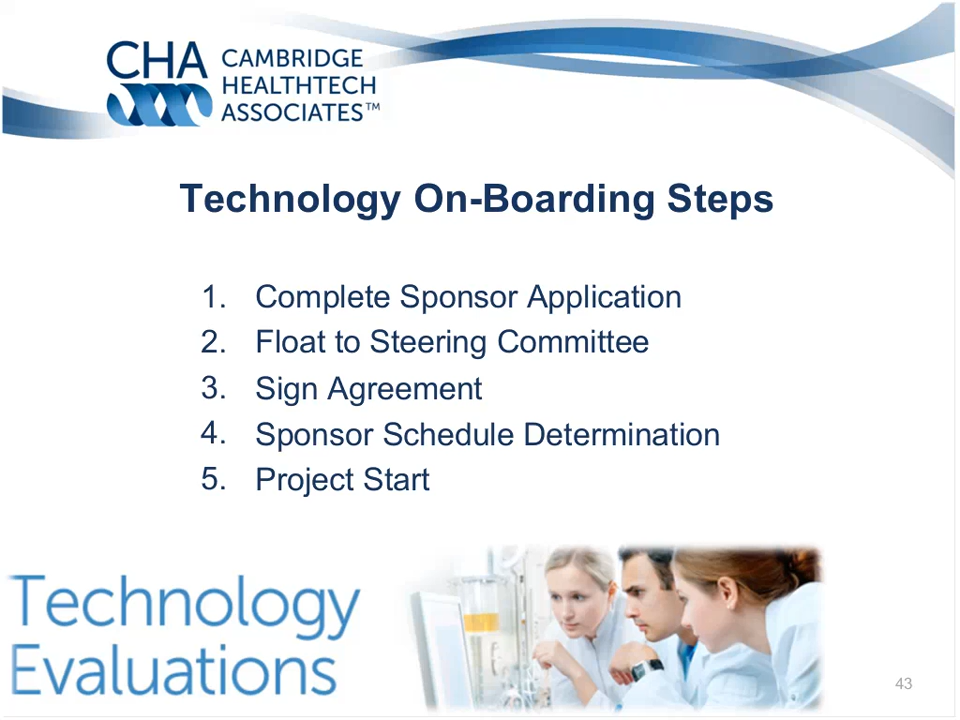 CHA
CAMBRIDGE
HEALTHTECH
ASSOCIATES™
Technology On-Boarding Steps
1. Complete Sponsor Application
2. Float to Steering Committee
3. Sign Agreement
4. Sponsor Schedule Determination
5. Project Start
Technology
Evaluations
43